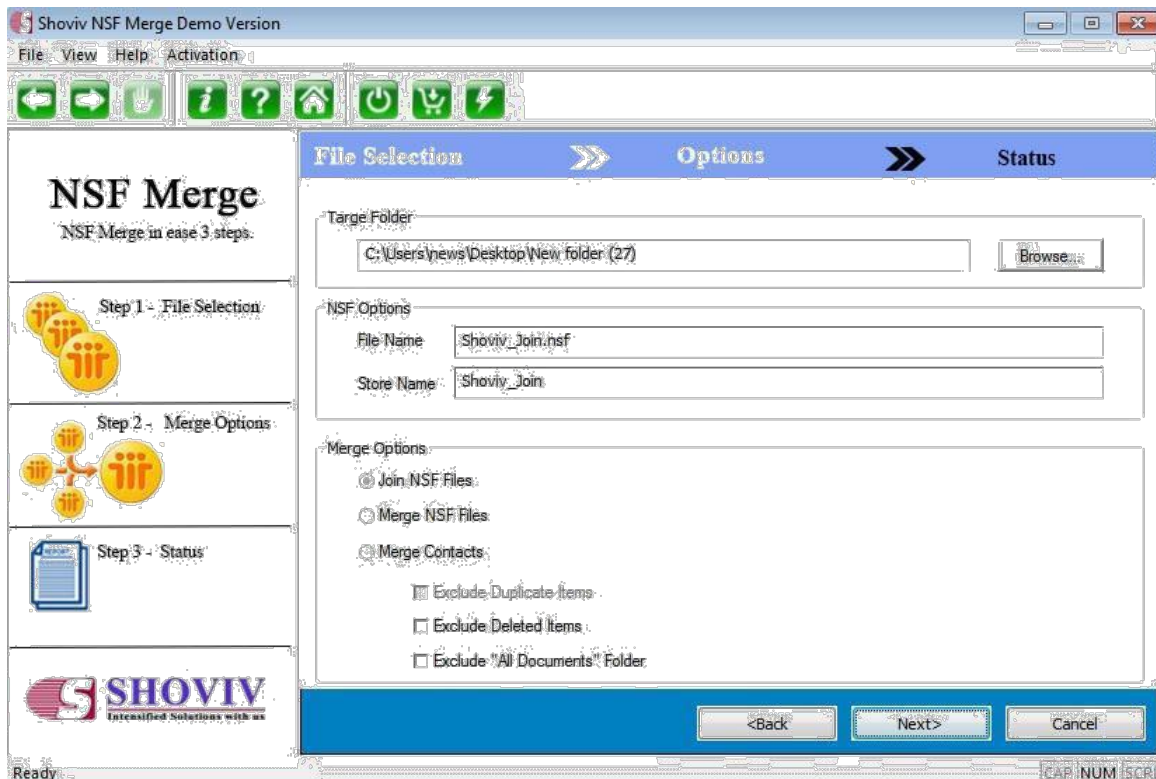 Shoviv NSF Merge Demo Version
File View Help Activation
NSF Merge
NSF Merge in ease 3 steps.
Step 1 - File Selection
Step 2 - Merge Options
REPORT
Step 3 - Status
SHOVIV
Intensified Solutions with us
File Selection Options Status
Targe Folder
C:\Users\news\Desktop\New folder (27)
Browse...
NSF Options
File Name Shoviv_Join.nsf
Store Name Shoviv_Join
Merge Options
Join NSF Files
Merge NSF Files
Merge Contacts
Exclude Duplicate Items
Exclude Deleted Items
Exclude "All Documents" Folder
<Back Next> Cancel
Ready CAP NUM SCR